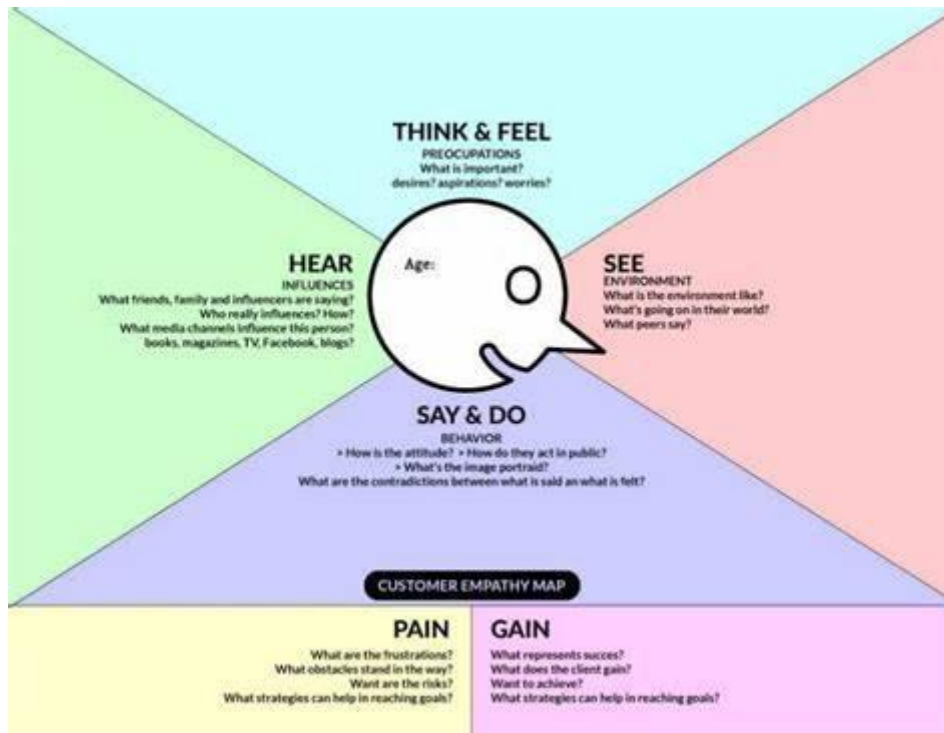 THINK & FEEL
PREOCUPATIONS
What is important?
desires? aspirations? worries?
HEAR
INFLUENCES
What friends, family and influencers are saying?
Who really influences? How?
What media channels influence this person?
books, magazines, TV, Facebook, blogs?
Age:
SEE
ENVIRONMENT
What is the environment like?
What's going on in their world?
What peers say?
SAY & DO
BEHAVIOR
> How is the attitude? > How do they act in public?
> What's the image portraid?
What are the contradictions between what is said an what is felt?
CUSTOMER EMPATHY MAP
PAIN
What are the frustrations?
What obstacles stand in the way?
Want are the risks?
What strategies can help in reaching goals?
GAIN
What represents succes?
What does the client gain?
Want to achieve?
What strategies can help in reaching goals?